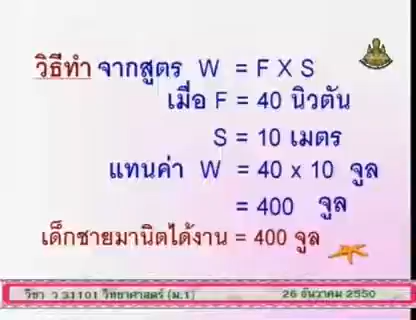 วิธีทำ จากสูตร W = F X S
เมื่อ F = 40 นิวตัน
S = 10 เมตร
แทนค่า W = 40 x 10 จูล
= 400 จูล
เด็กชายมานิตได้งาน = 400 จูล
วิชา ว 31101 วิทยาศาสตร์ (ม.1) 26 ธันวาคม 2550